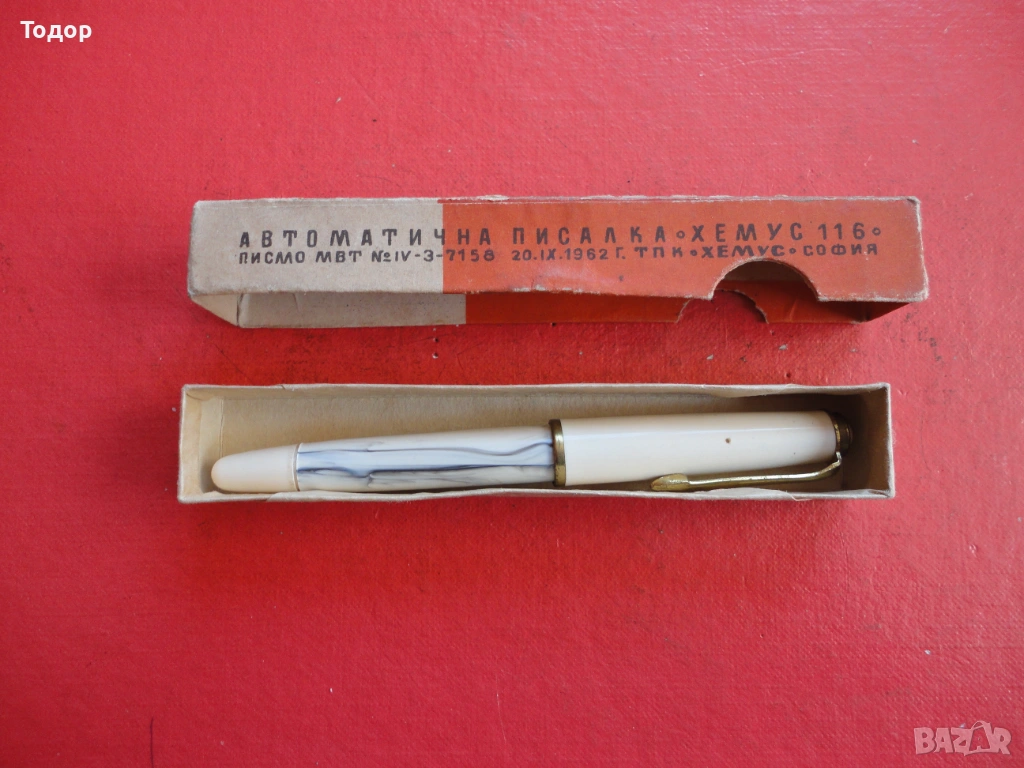 Тодор
АВТОМАТИЧНА ПИСАЛКА ∘ ХЕМУС 116 ∘
ПИСМО МВТ №IV-3-7158 20.IX.1962 Г. ТПК ∘ ХЕМУС ∘ СОФИЯ
BAZAR